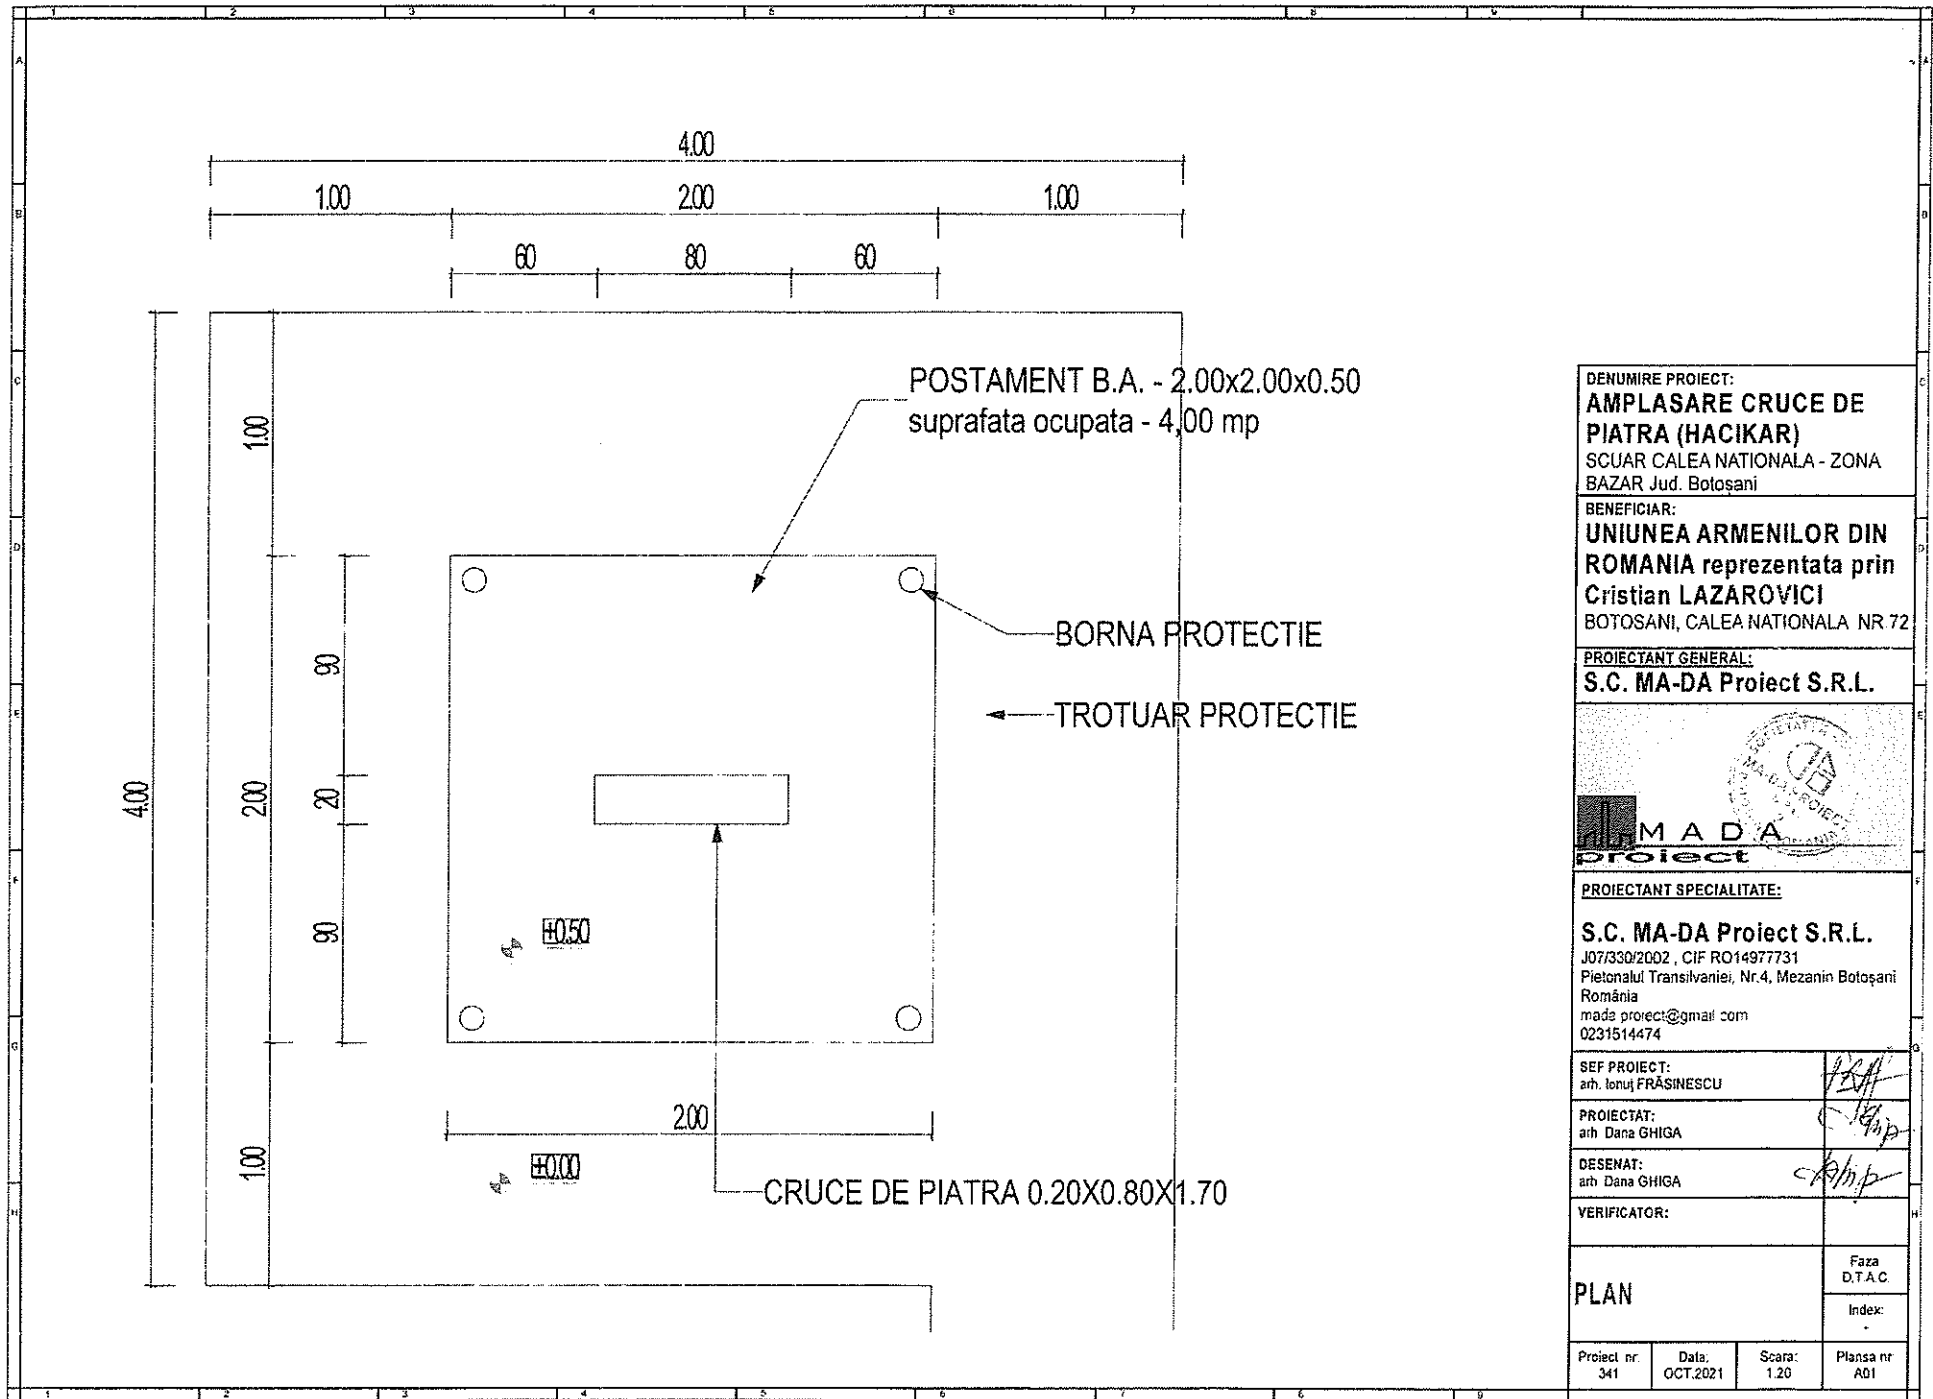 4.00
1.00 2.00 1.00
60 80 60
POSTAMENT B.A. - 2.00x2.00x0.50
suprafata ocupata - 4,00 mp
BORNA PROTECTIE
TROTUAR PROTECTIE
1.00
90
4.00
2.00
20
90
+0.50
2.00
1.00
+0.00
CRUCE DE PIATRA 0.20X0.80X1.70
DENUMIRE PROIECT:
AMPLASARE CRUCE DE
PIATRA (HACIKAR)
SCUAR CALEA NATIONALA - ZONA
BAZAR Jud. Botoşani
BENEFICIAR:
UNIUNEA ARMENILOR DIN
ROMANIA reprezentata prin
Cristian LAZAROVICI
BOTOSANI, CALEA NATIONALA NR.72
PROIECTANT GENERAL:
S.C. MA-DA Proiect S.R.L.
MADA
proiect
PROIECTANT SPECIALITATE:
S.C. MA-DA Proiect S.R.L.
J07/330/2002 , CIF RO14977731
Pietonalul Transilvaniei, Nr.4, Mezanin Botoşani
România
mada proiect@gmail com
0231514474
SEF PROIECT:
arh. Ionuţ FRĂSINESCU
PROIECTAT:
arh Dana GHIGA
DESENAT:
arh Dana GHIGA
VERIFICATOR:
PLAN
Faza
D.T.A.C.
Index:
-
Proiect nr. Data: Scara: Plansa nr
341 OCT.2021 1.20 A01